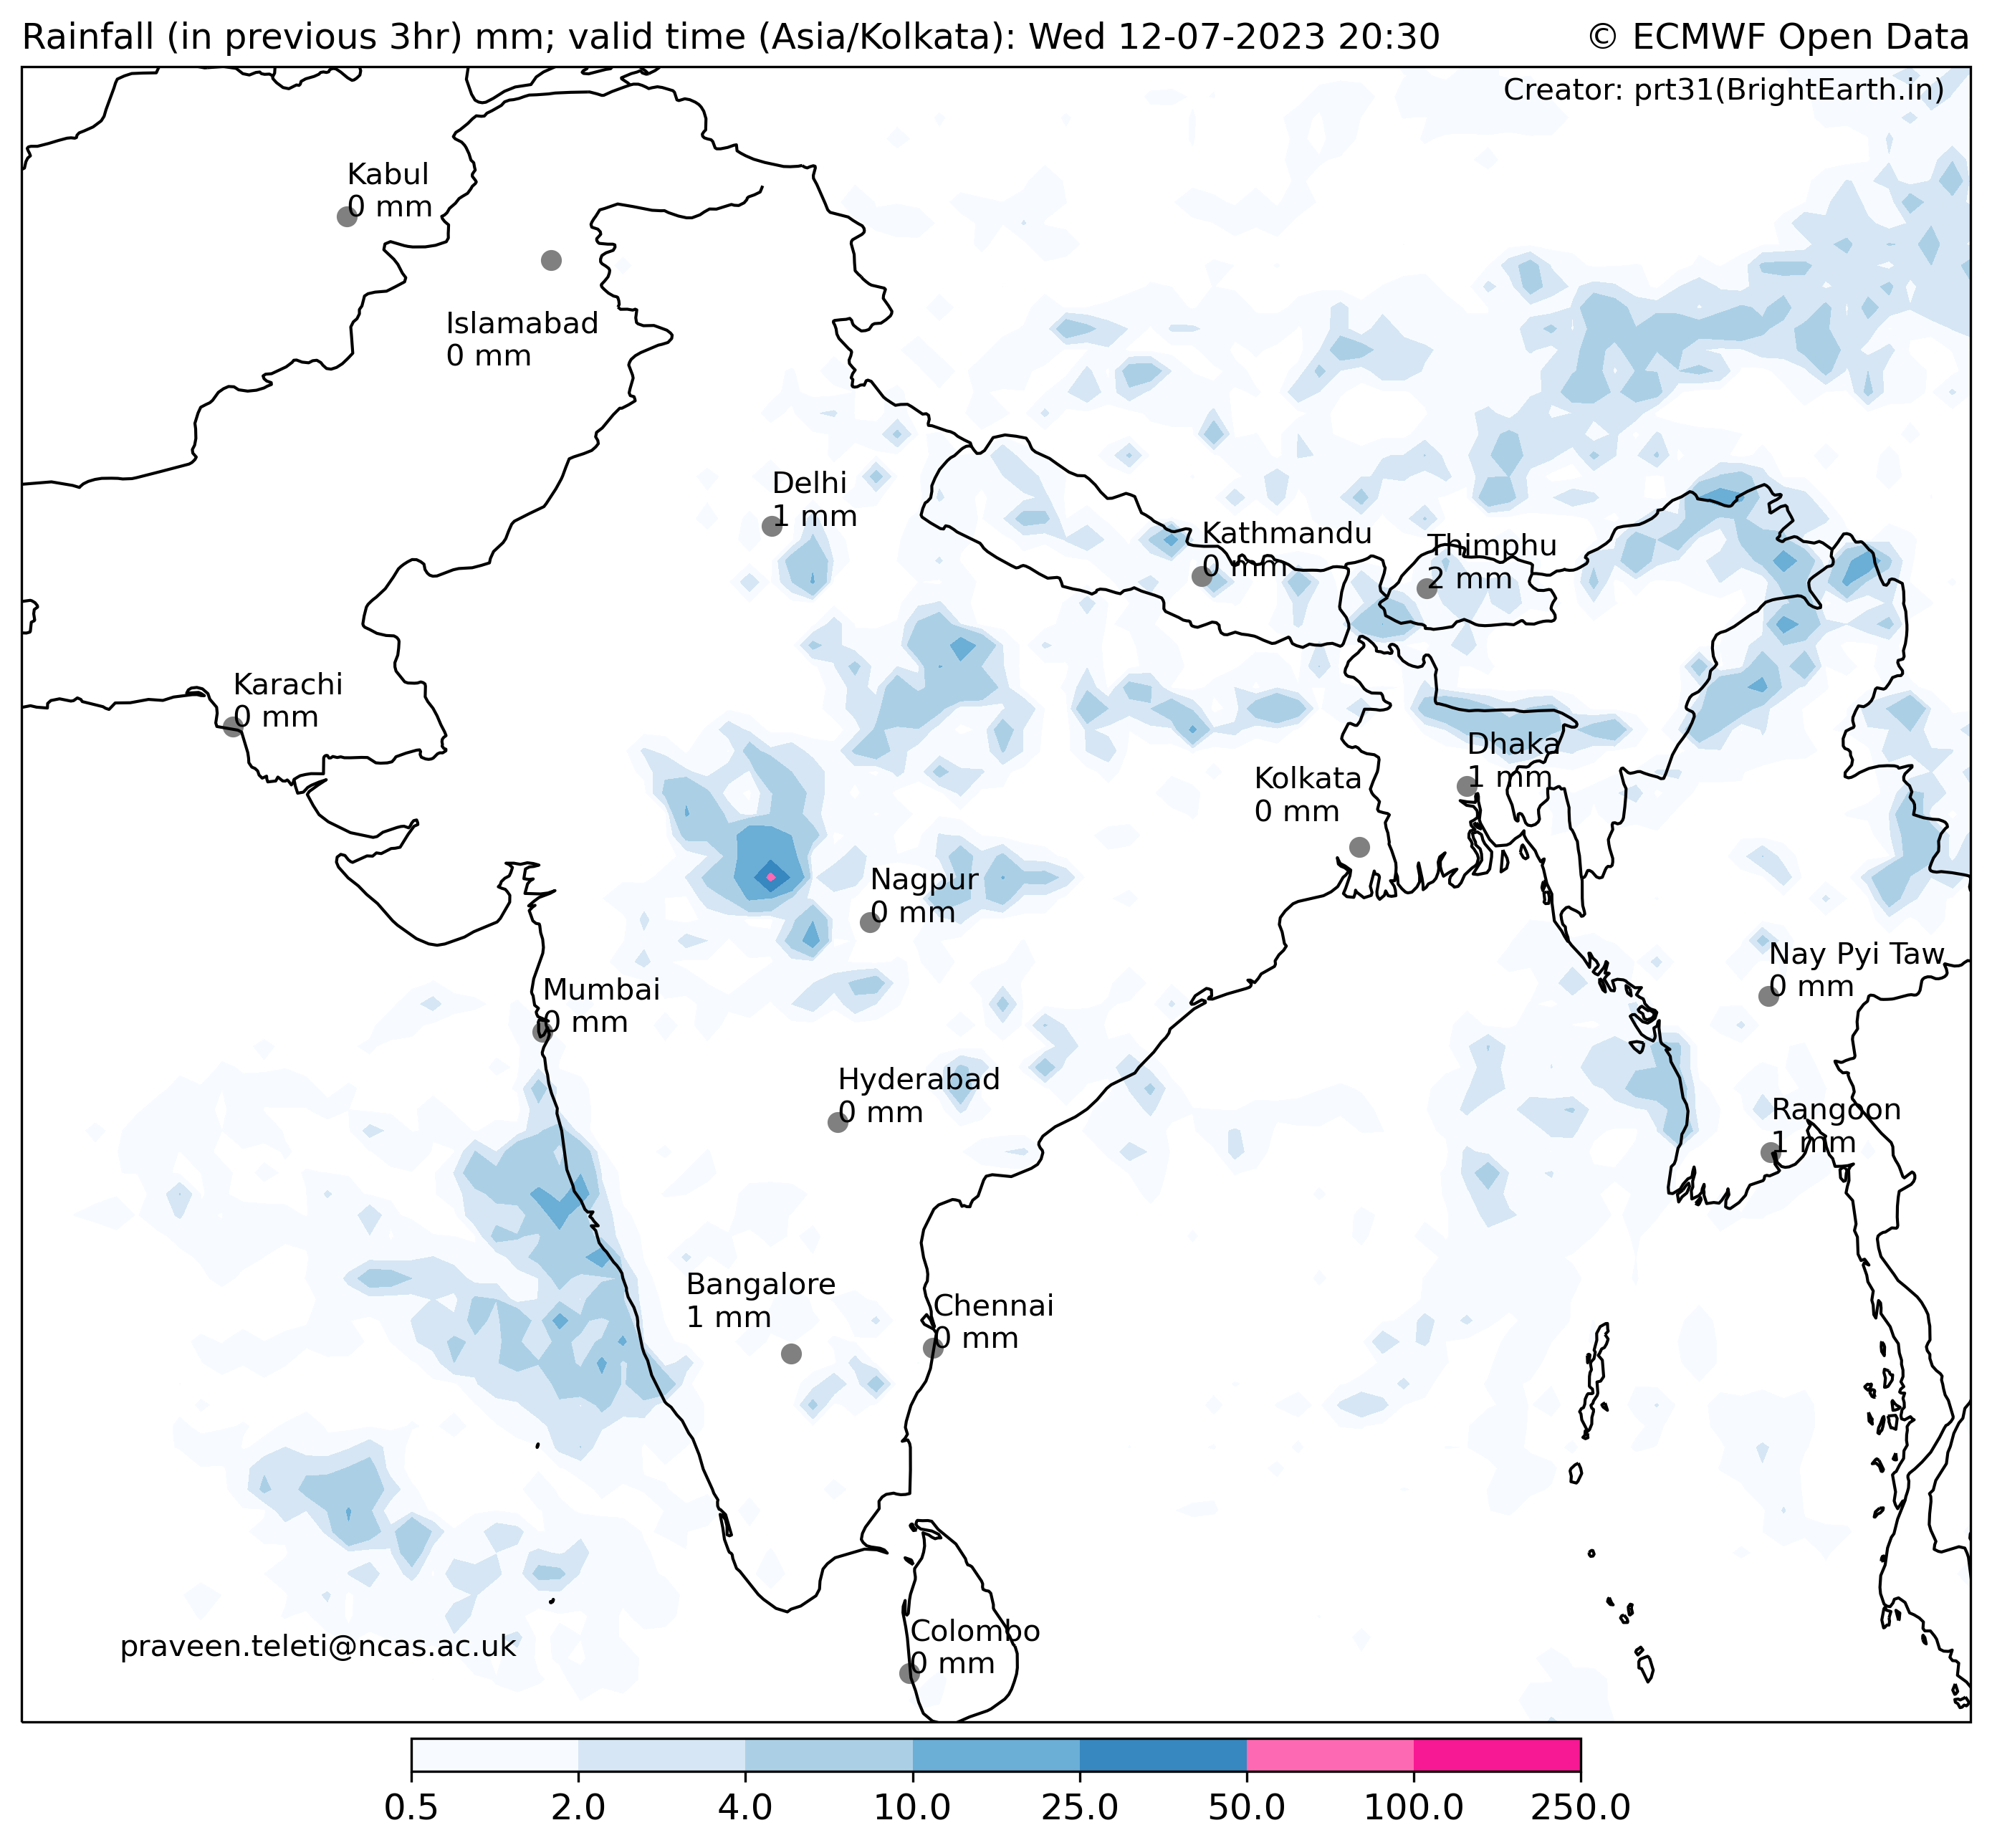 Rainfall (in previous 3hr) mm; valid time (Asia/Kolkata): Wed 12-07-2023 20:30
© ECMWF Open Data
Creator: prt31(BrightEarth.in)
Kabul
0 mm
Islamabad
0 mm
Delhi
1 mm
Kathmandu
0 mm
Thimphu
2 mm
Karachi
0 mm
Dhaka
1 mm
Kolkata
0 mm
Nagpur
0 mm
Nay Pyi Taw
0 mm
Mumbai
0 mm
Hyderabad
0 mm
Rangoon
1 mm
Bangalore
1 mm
Chennai
0 mm
Colombo
0 mm
praveen.teleti@ncas.ac.uk
0.5 2.0 4.0 10.0 25.0 50.0 100.0 250.0